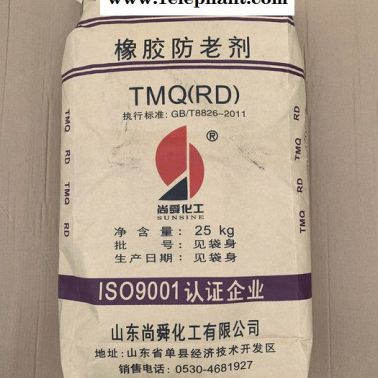 www.1elephant.com
橡胶防老剂
TMQ(RD)
执行标准: GB/T8826-2011
®
尚舜化工
SUNSINE
净含量: 25 kg
批号: 见袋身
生产日期: 见袋身
ISO9001认证企业
山东尚舜化工有限公司
地址: 山东省单县经济技术开发区
销售电话: 0530-4681927
TMQ RD TMQ RD
TMQ RD TMQ RD